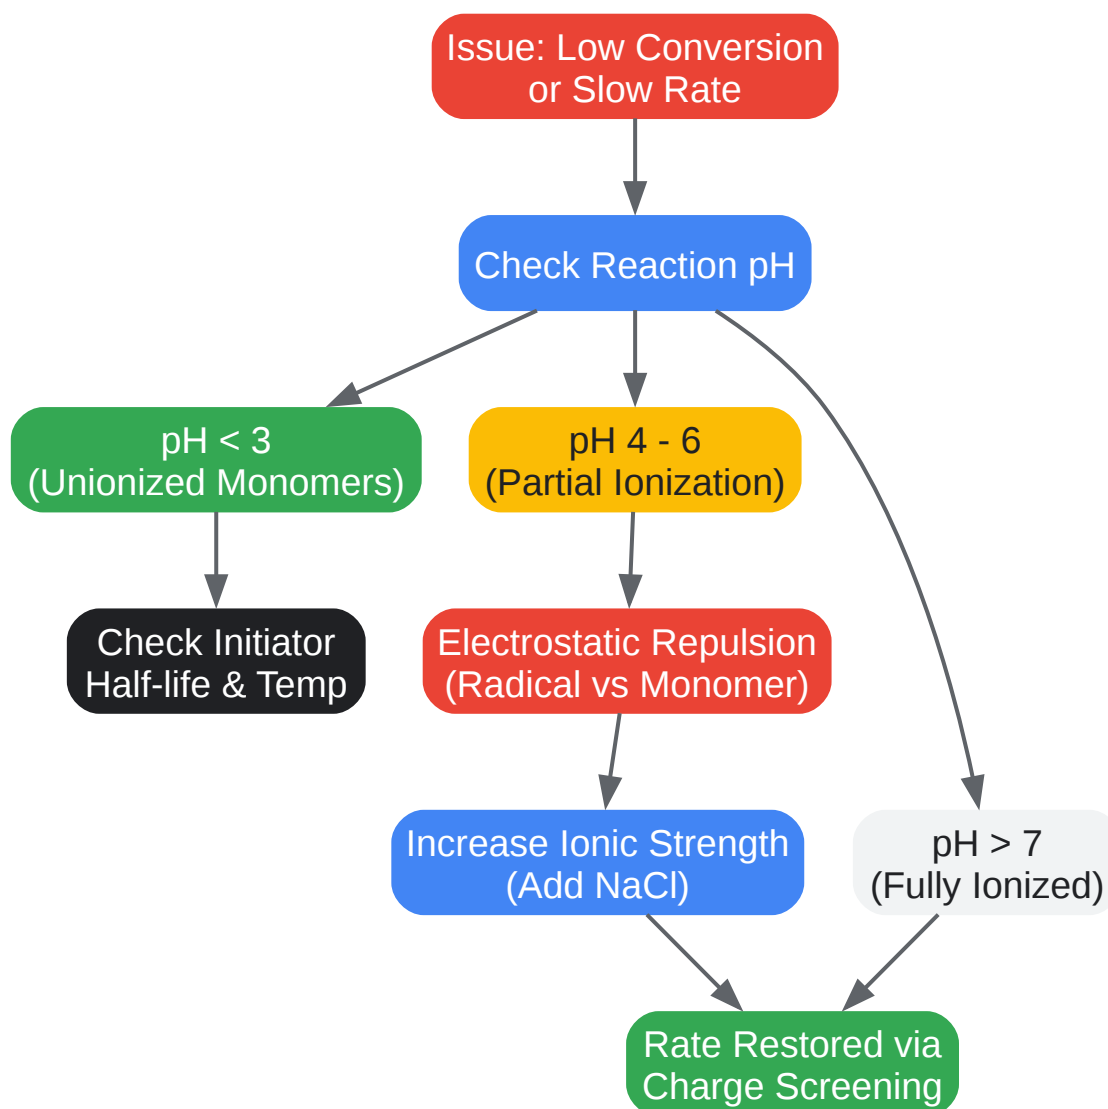 Issue: Low Conversion
or Slow Rate
Check Reaction pH
pH < 3
(Unionized Monomers)
pH 4 - 6
(Partial Ionization)
Check Initiator
Half-life & Temp
Electrostatic Repulsion
(Radical vs Monomer)
Increase Ionic Strength
(Add NaCl)
pH > 7
(Fully Ionized)
Rate Restored via
Charge Screening